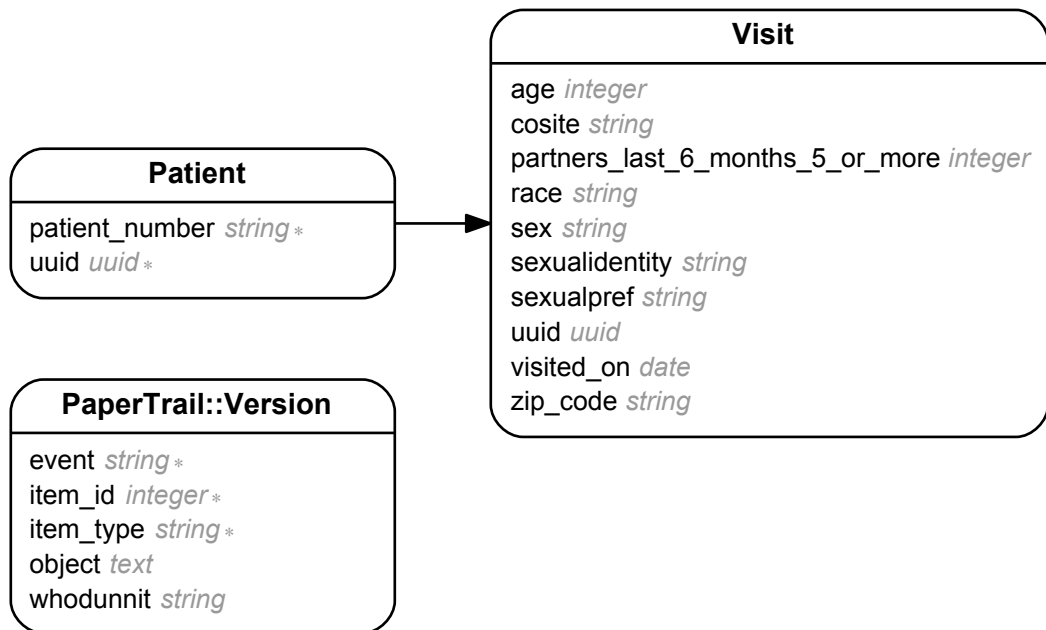 Patient
patient_number string *
uuid uuid *
Visit
age integer
cosite string
partners_last_6_months_5_or_more integer
race string
sex string
sexualidentity string
sexualpref string
uuid uuid
visited_on date
zip_code string
PaperTrail::Version
event string *
item_id integer *
item_type string *
object text
whodunnit string